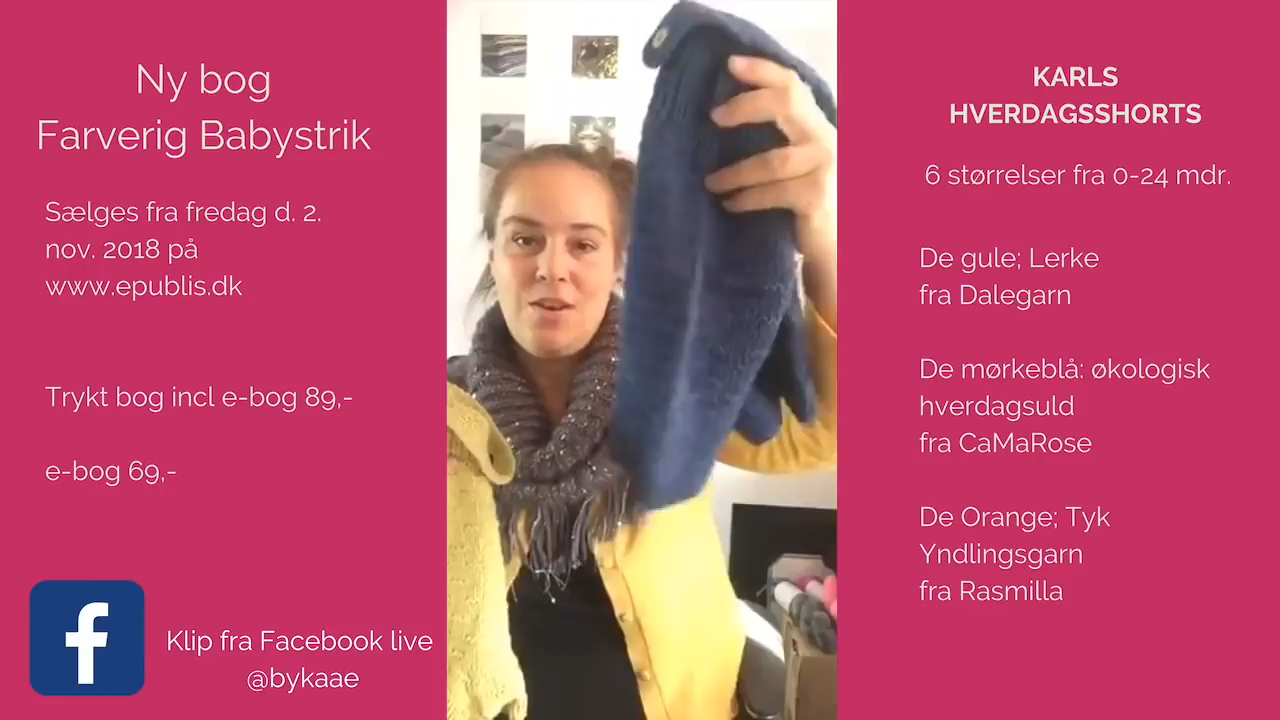 Ny bog
Farverig Babystrik
Sælges fra fredag d. 2.
nov. 2018 på
www.epublis.dk
Trykt bog incl e-bog 89,-
e-bog 69,-
f
Klip fra Facebook live
@bykaae
KARLS
HVERDAGSSHORTS
6 størrelser fra 0-24 mdr.
De gule; Lerke
fra Dalegarn
De mørkeblå: økologisk
hverdagsuld
fra CaMaRose
De Orange; Tyk
Yndlingsgarn
fra Rasmilla